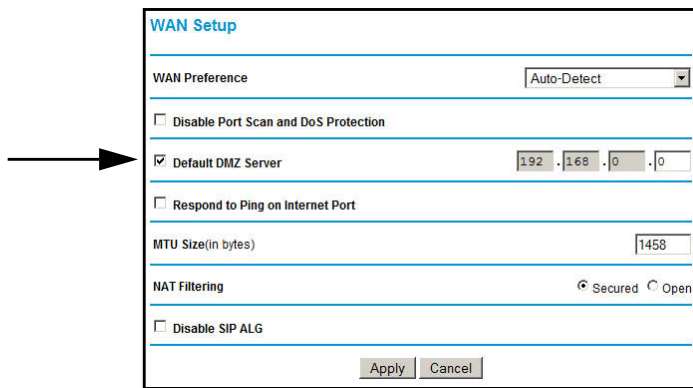 WAN Setup
WAN Preference Auto-Detect
Disable Port Scan and DoS Protection
Default DMZ Server 192 . 168 . 0 . 0
Respond to Ping on Internet Port
MTU Size(in bytes) 1458
NAT Filtering Secured Open
Disable SIP ALG
Apply Cancel